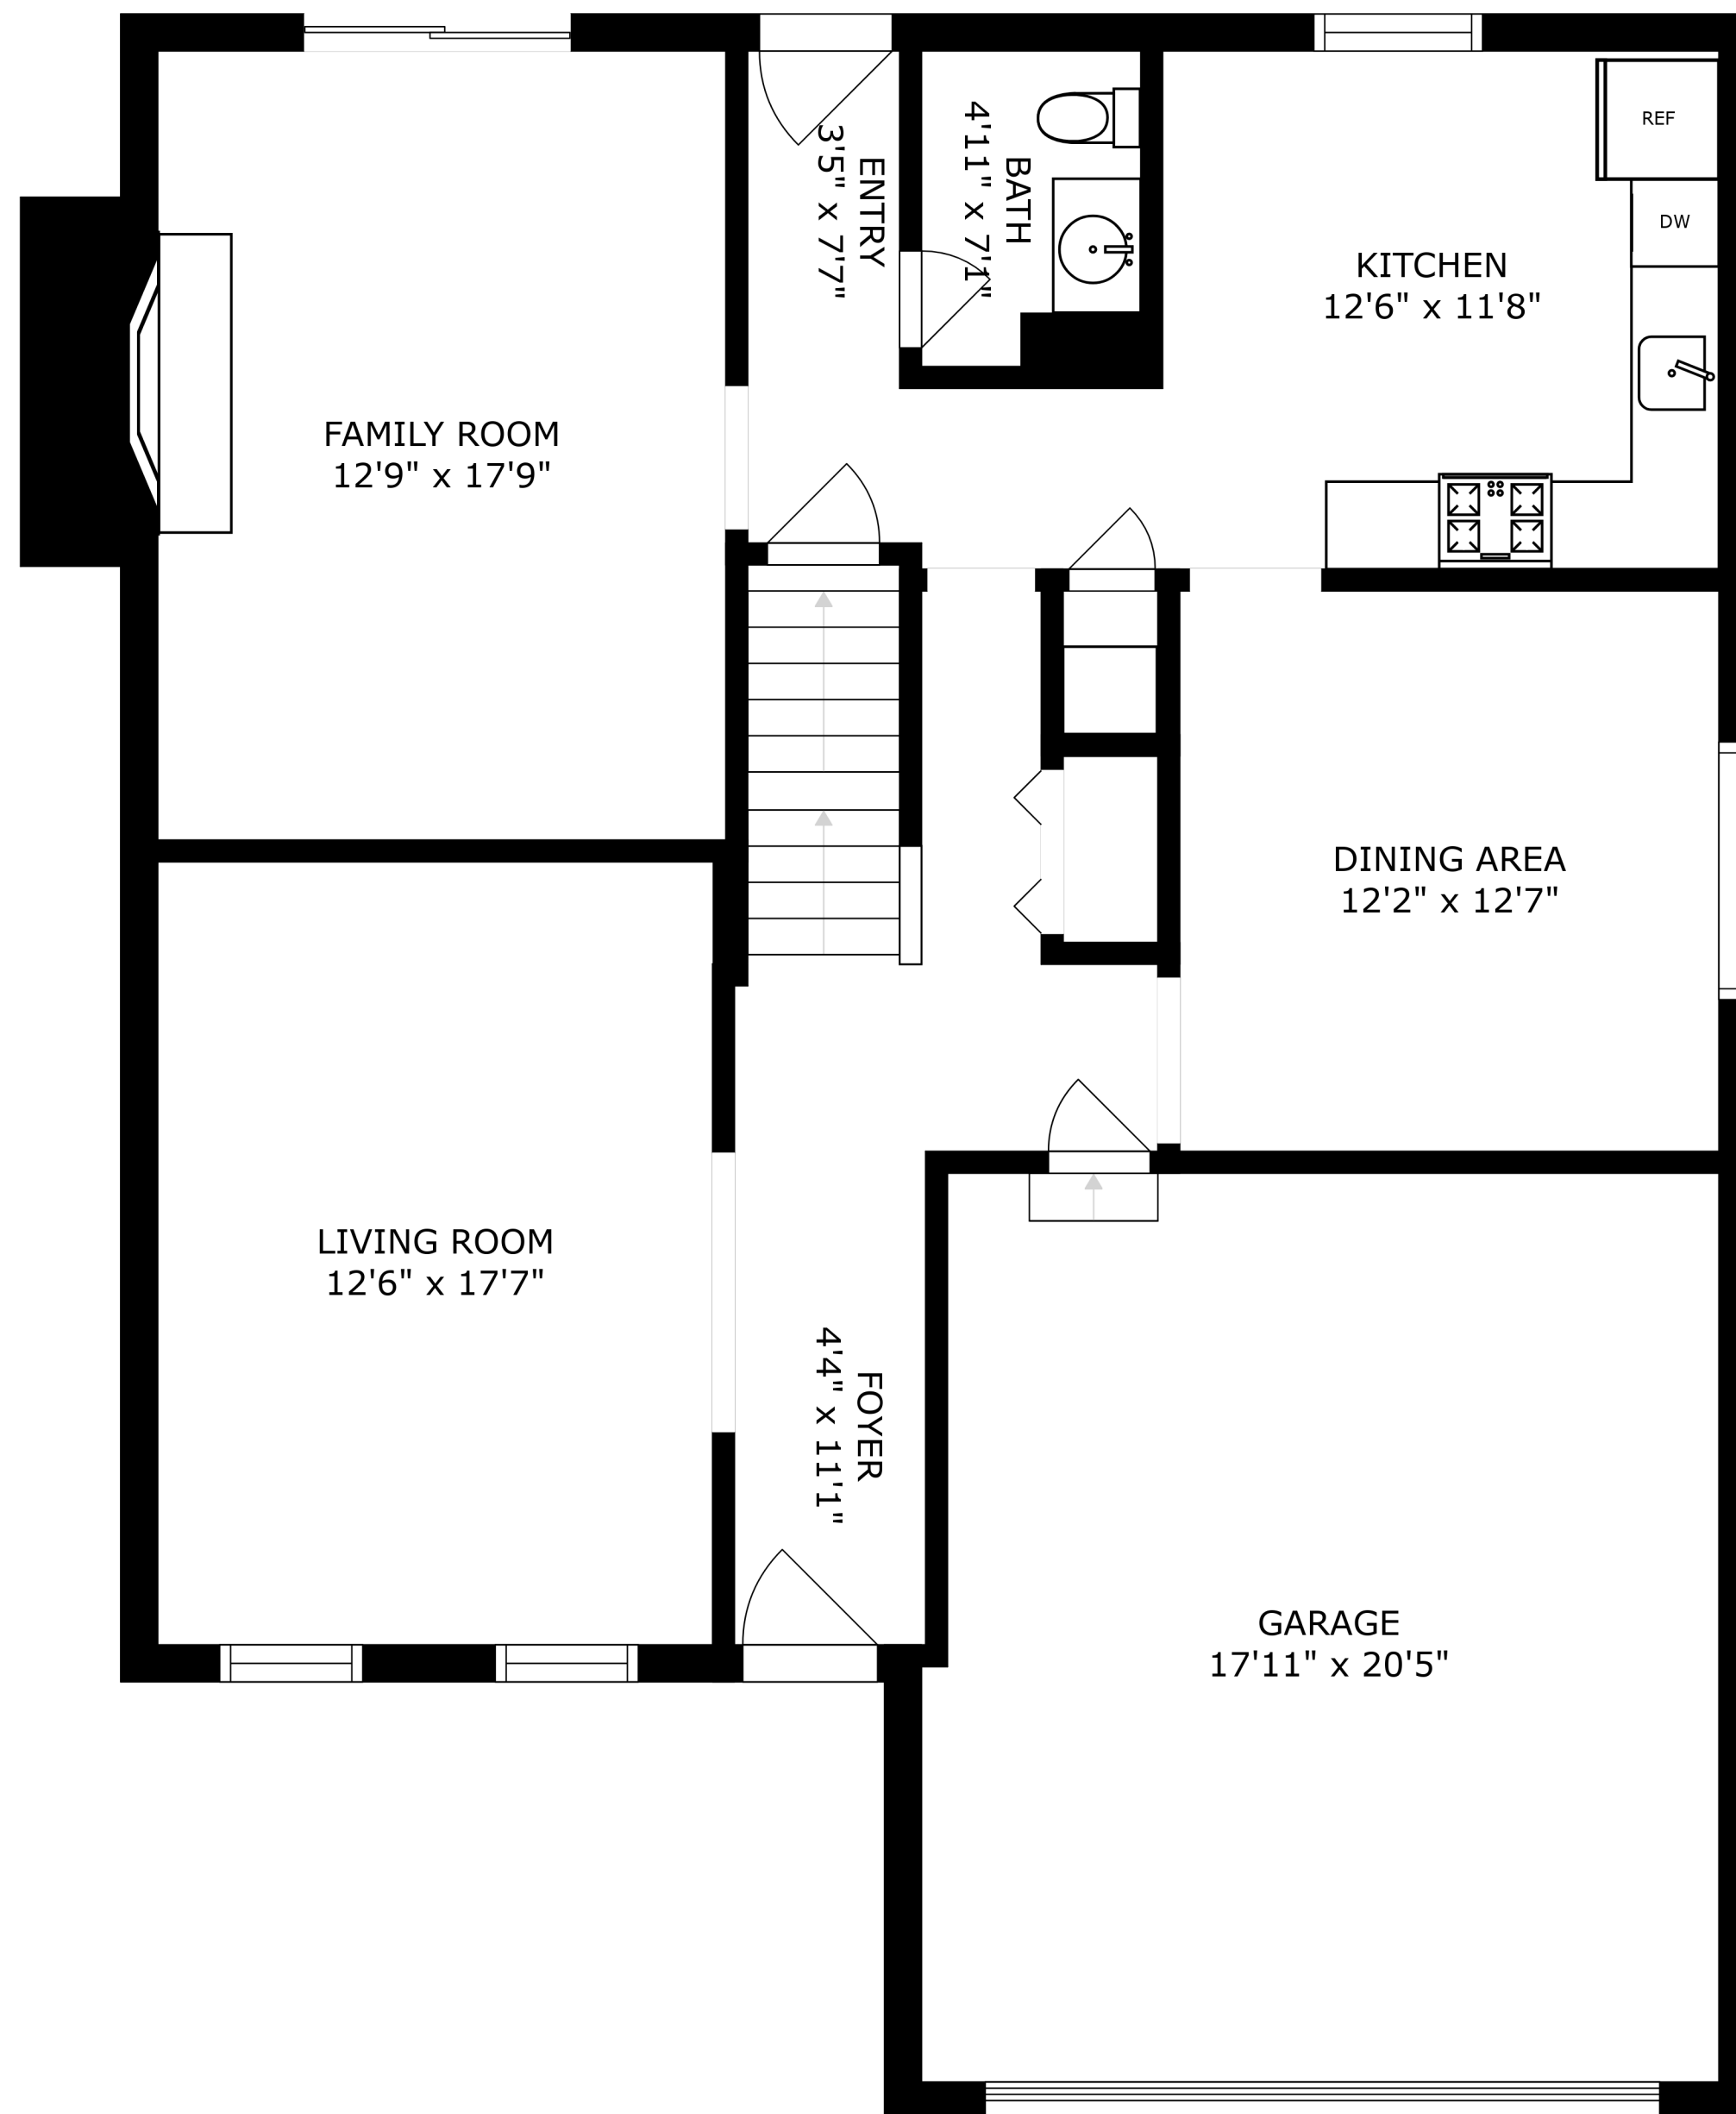 ENTRY
3'5" x 7'7"
BATH
4'11" x 7'1"
REF
DW
KITCHEN
12'6" x 11'8"
FAMILY ROOM
12'9" x 17'9"
DINING AREA
12'2" x 12'7"
LIVING ROOM
12'6" x 17'7"
FOYER
4'4" x 11'1"
GARAGE
17'11" x 20'5"